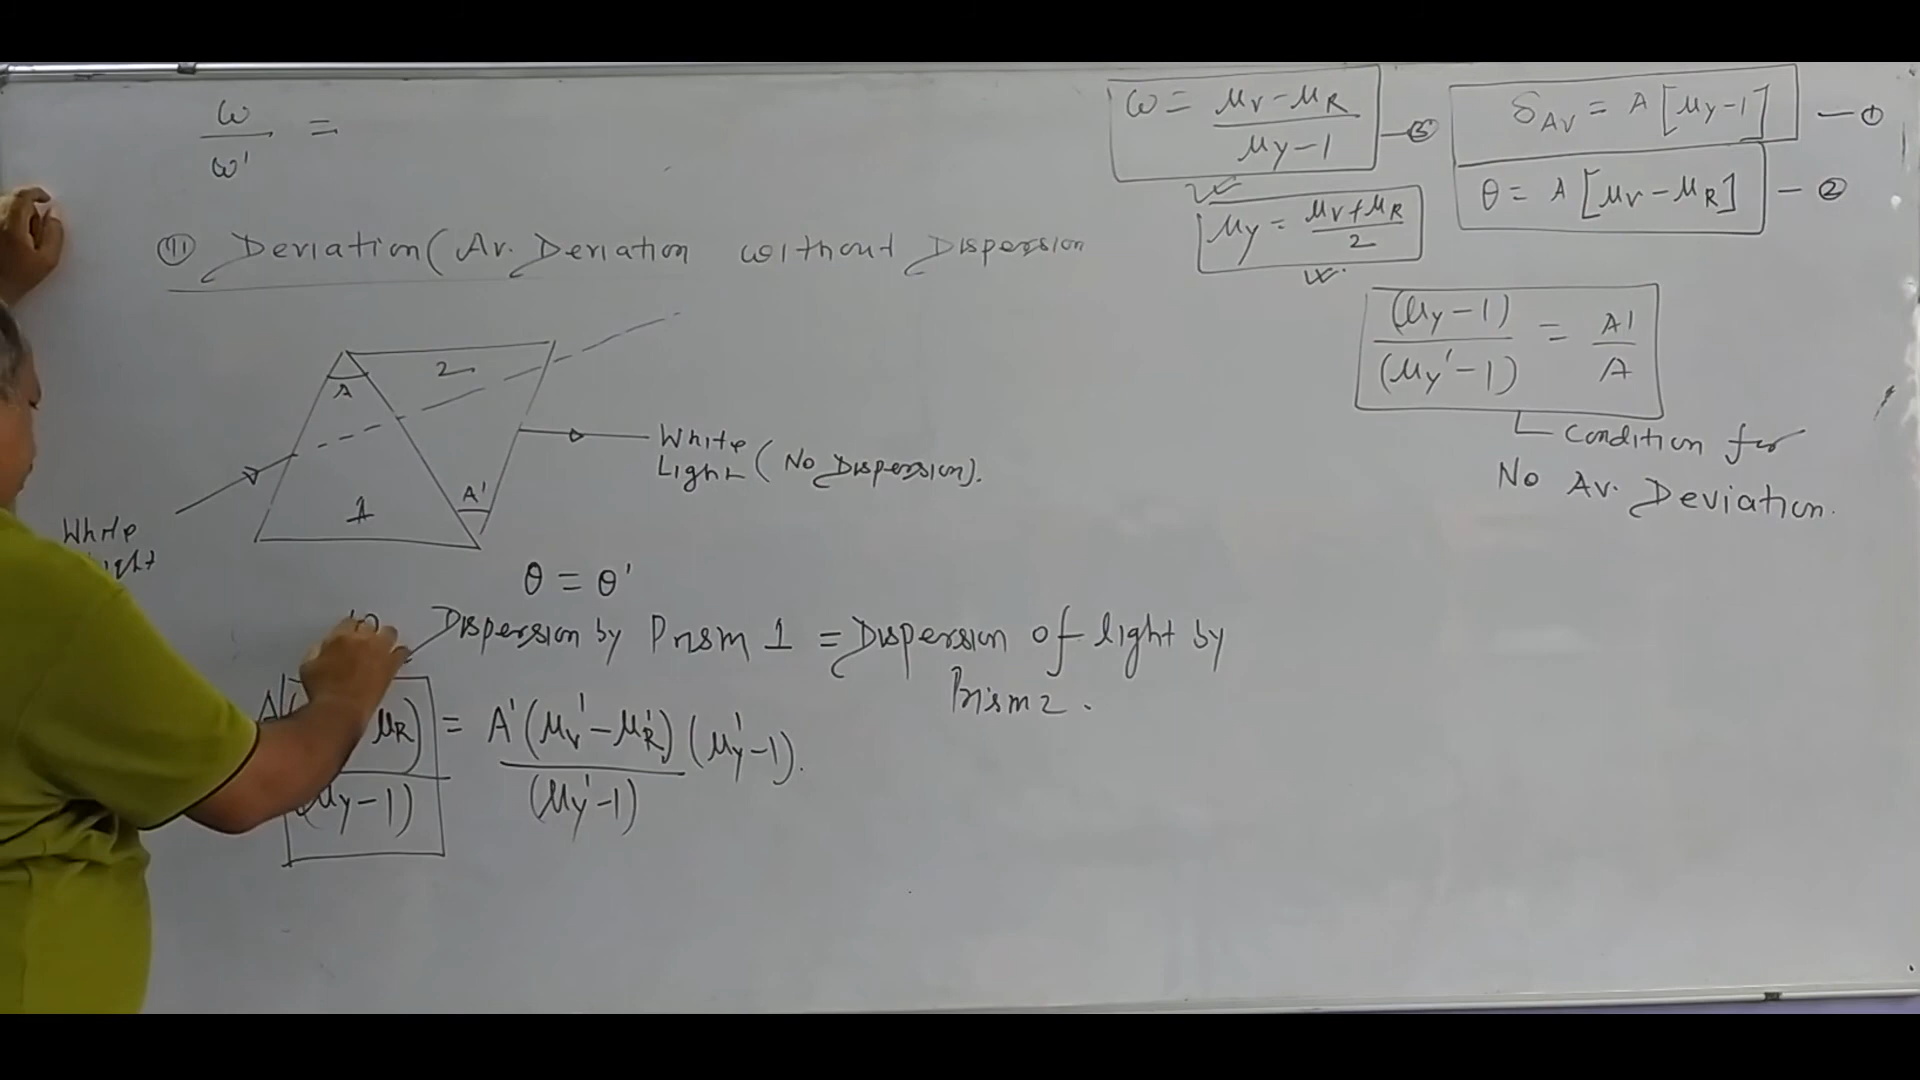 ω/ω' =
ω = μV − μR / μy − 1 — ③
δAV = A [μy − 1] — ①
θ = A [μV − μR] — ②
μy = μV + μR / 2
(ii) Deviation (Av. Deviation without Dispersion
(μy − 1) / (μy' − 1) = A' / A
Condition for
No Av. Deviation.
A
2
1
A'
White
White
Light (No Dispersion).
θ = θ'
Dispersion by Prism 1 = Dispersion of light by
Prism 2.
μR) / (μy − 1) = A' (μV' − μR') / (μy' − 1) (μy' − 1).